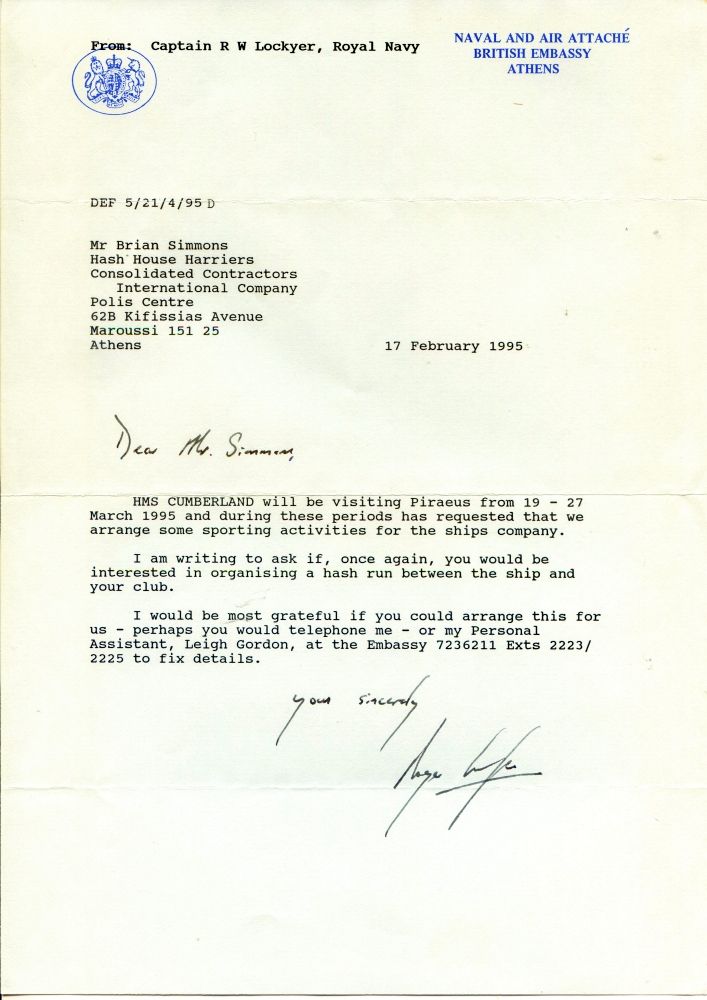 From: Captain R W Lockyer, Royal Navy
NAVAL AND AIR ATTACHÉ
BRITISH EMBASSY
ATHENS
DEF 5/21/4/95 D
Mr Brian Simmons
Hash House Harriers
Consolidated Contractors
International Company
Polis Centre
62B Kifissias Avenue
Maroussi 151 25
Athens
17 February 1995
Dear Mr. Simmons,
HMS CUMBERLAND will be visiting Piraeus from 19 - 27
March 1995 and during these periods has requested that we
arrange some sporting activities for the ships company.
I am writing to ask if, once again, you would be
interested in organising a hash run between the ship and
your club.
I would be most grateful if you could arrange this for
us - perhaps you would telephone me - or my Personal
Assistant, Leigh Gordon, at the Embassy 7236211 Exts 2223/
2225 to fix details.
Yours sincerely
Roger Lockyer